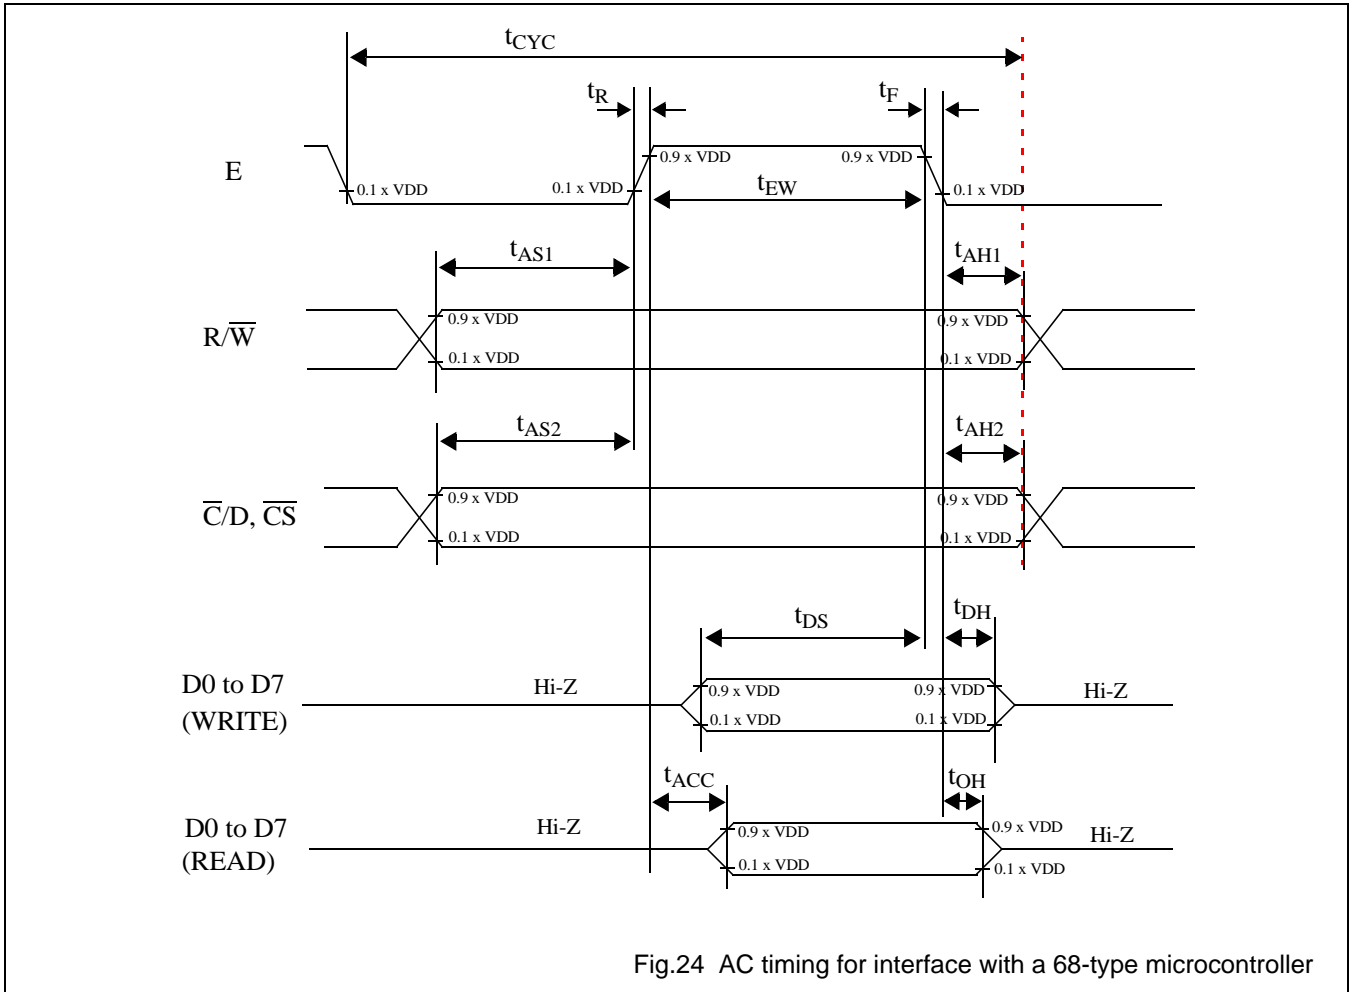 tCYC
tR
tF
E
0.9 x VDD
0.9 x VDD
0.1 x VDD
0.1 x VDD
tEW
0.1 x VDD
tAS1
tAH1
R/W̅
0.9 x VDD
0.9 x VDD
0.1 x VDD
0.1 x VDD
tAS2
tAH2
C̅/D, C̅S̅
0.9 x VDD
0.9 x VDD
0.1 x VDD
0.1 x VDD
tDS
tDH
D0 to D7
(WRITE)
Hi-Z
0.9 x VDD
0.9 x VDD
Hi-Z
0.1 x VDD
0.1 x VDD
tACC
tOH
D0 to D7
(READ)
Hi-Z
0.9 x VDD
0.9 x VDD
Hi-Z
0.1 x VDD
0.1 x VDD
Fig.24 AC timing for interface with a 68-type microcontroller